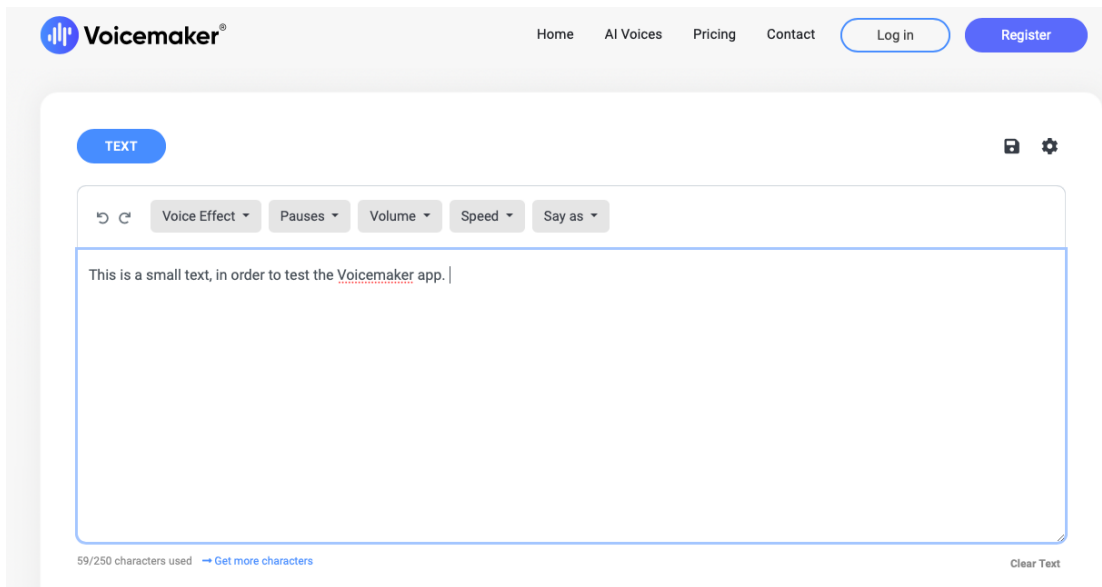 Voicemaker®
Home AI Voices Pricing Contact Log in Register
TEXT
Voice Effect Pauses Volume Speed Say as
This is a small text, in order to test the Voicemaker app.
59/250 characters used → Get more characters
Clear Text